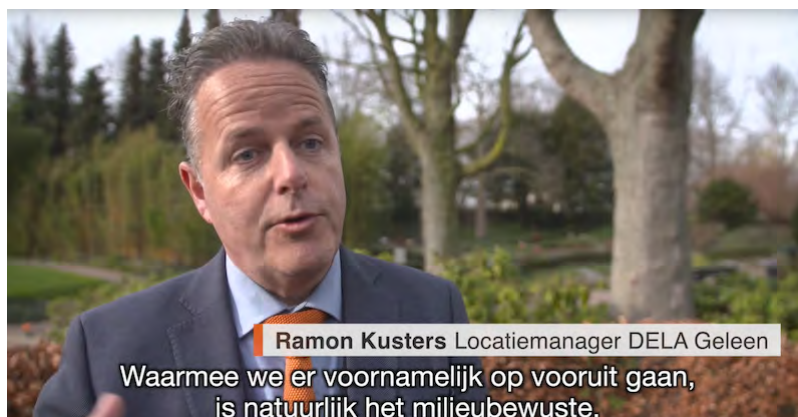 Ramon Kusters Locatiemanager DELA Geleen
Waarmee we er voornamelijk op vooruit gaan,
is natuurlijk het milieubewuste.